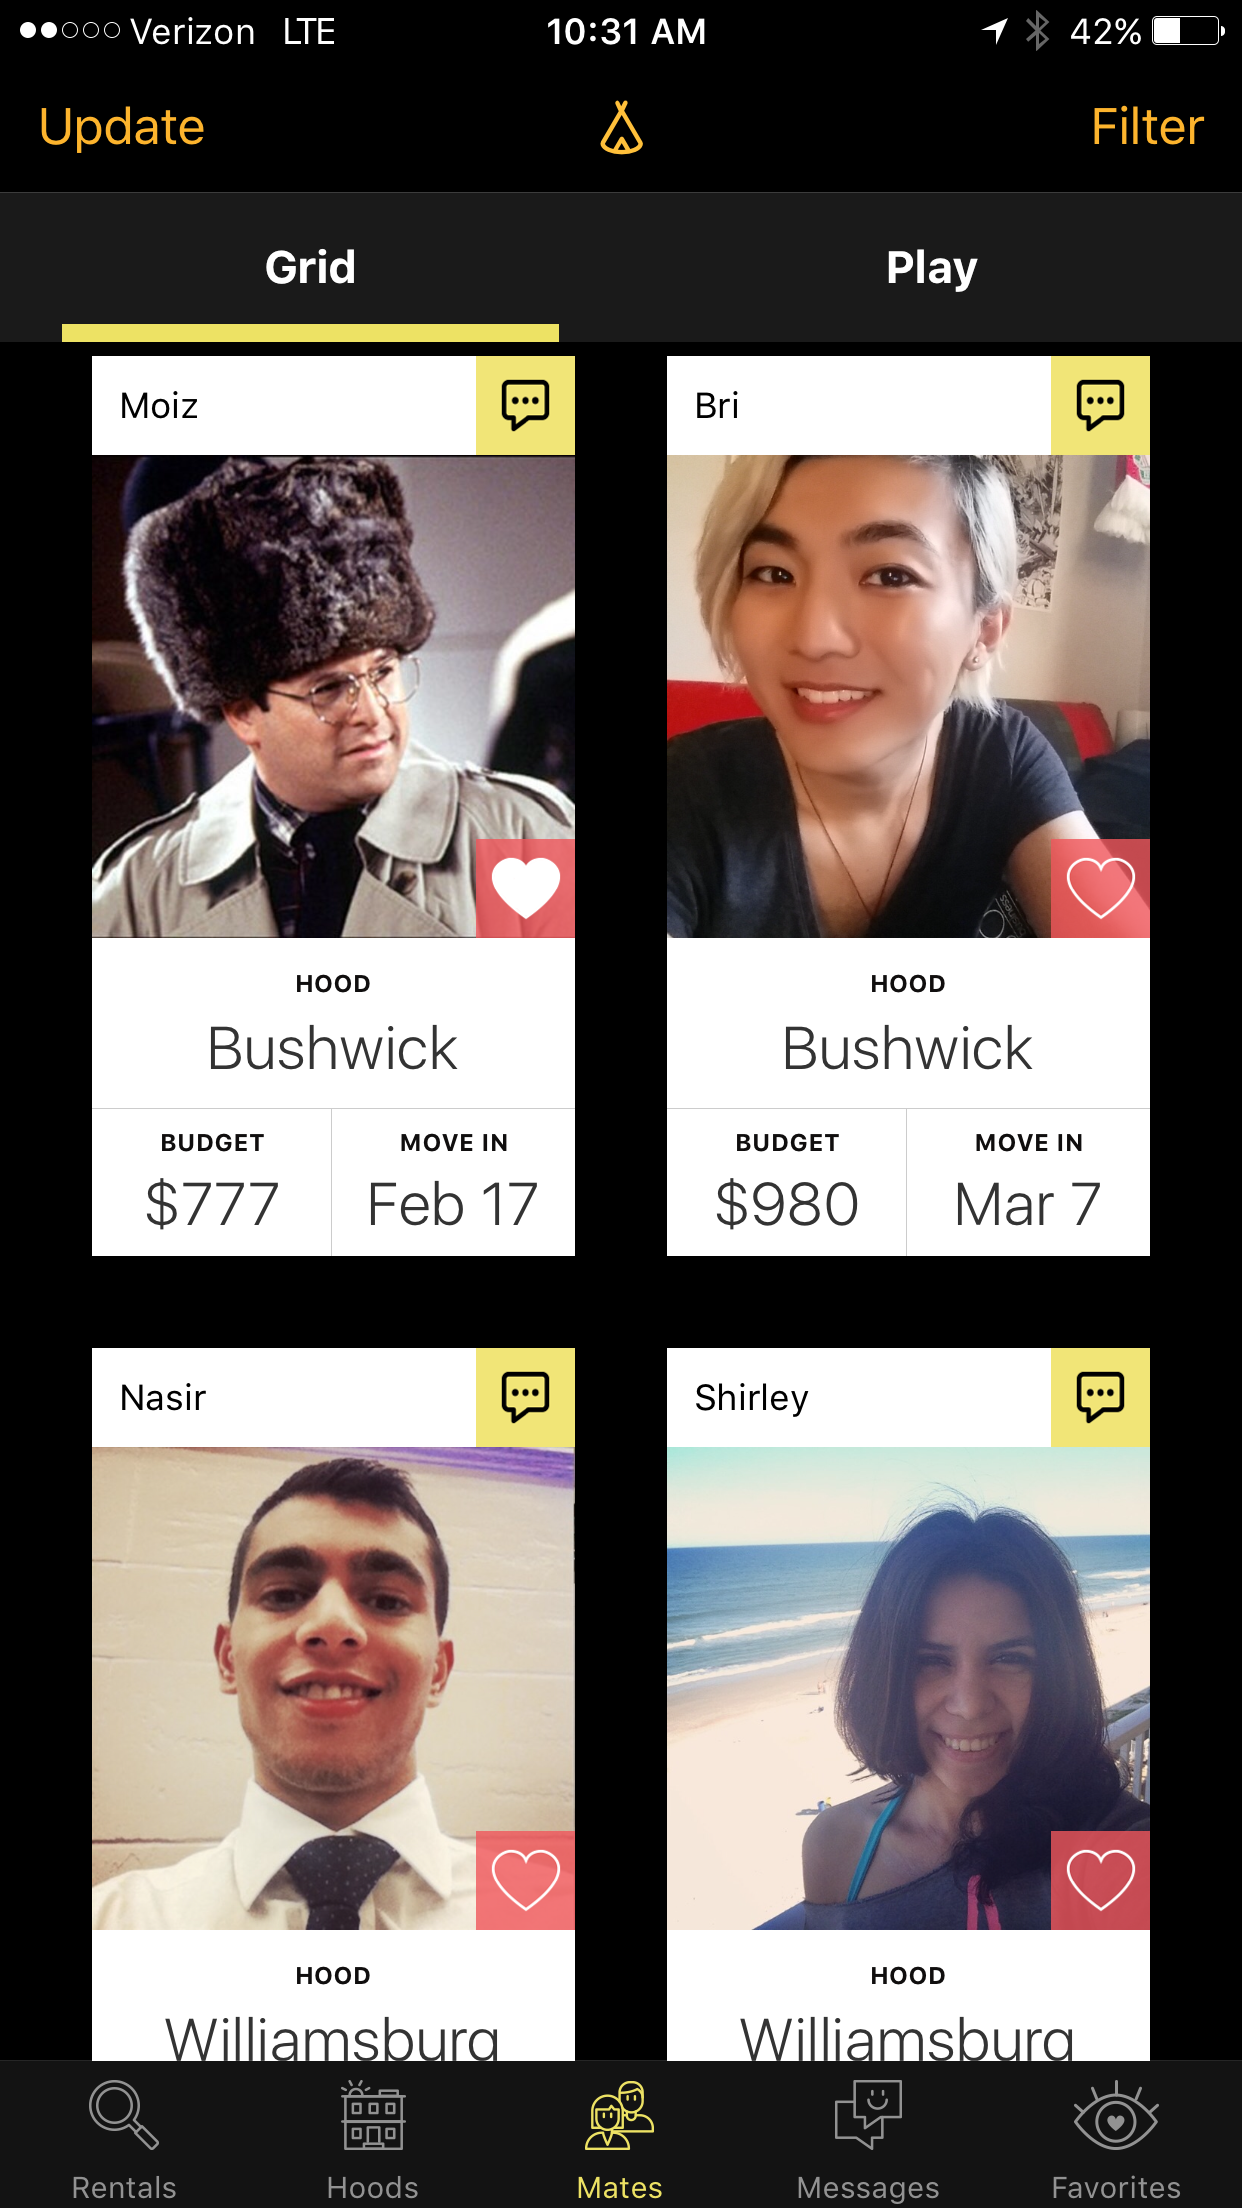 Verizon LTE 10:31 AM 42%
Update Filter
Grid Play
Moiz Bri
HOOD HOOD
Bushwick Bushwick
BUDGET MOVE IN BUDGET MOVE IN
$777 Feb 17 $980 Mar 7
Nasir Shirley
HOOD HOOD
Williamsburg Williamsburg
Rentals Hoods Mates Messages Favorites